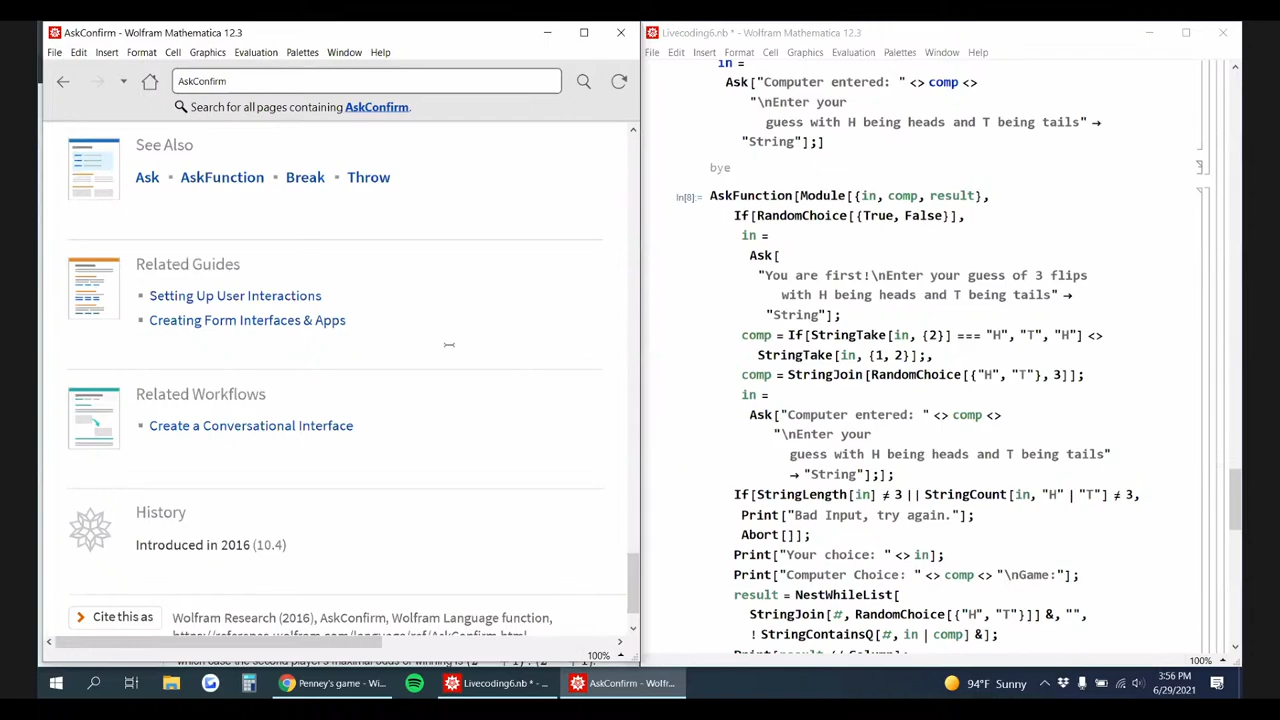 AskConfirm - Wolfram Mathematica 12.3
File Edit Insert Format Cell Graphics Evaluation Palettes Window Help
AskConfirm
Search for all pages containing AskConfirm.
See Also
Ask ▪ AskFunction ▪ Break ▪ Throw
Related Guides
▪ Setting Up User Interactions
▪ Creating Form Interfaces & Apps
Related Workflows
▪ Create a Conversational Interface
History
Introduced in 2016 (10.4)
Cite this as
Wolfram Research (2016), AskConfirm, Wolfram Language function,
100%
Livecoding6.nb * - Wolfram Mathematica 12.3
File Edit Insert Format Cell Graphics Evaluation Palettes Window Help
in =
Ask["Computer entered: " <> comp <>
"\nEnter your
guess with H being heads and T being tails" →
"String"];]
bye
In[8]:= AskFunction[Module[{in, comp, result},
If[RandomChoice[{True, False}],
in =
Ask[
"You are first!\nEnter your guess of 3 flips
with H being heads and T being tails" →
"String"];
comp = If[StringTake[in, {2}] === "H", "T", "H"] <>
StringTake[in, {1, 2}];,
comp = StringJoin[RandomChoice[{"H", "T"}, 3]];
in =
Ask["Computer entered: " <> comp <>
"\nEnter your
guess with H being heads and T being tails"
→ "String"];];
If[StringLength[in] ≠ 3 || StringCount[in, "H" | "T"] ≠ 3,
Print["Bad Input, try again."];
Abort[]];
Print["Your choice: " <> in];
Print["Computer Choice: " <> comp <> "\nGame:"];
result = NestWhileList[
StringJoin[#, RandomChoice[{"H", "T"}]] &, "",
! StringContainsQ[#, in | comp] &];
100%
Penney's game - Wi...
Livecoding6.nb * - ...
AskConfirm - Wolfr...
94°F Sunny
3:56 PM
6/29/2021